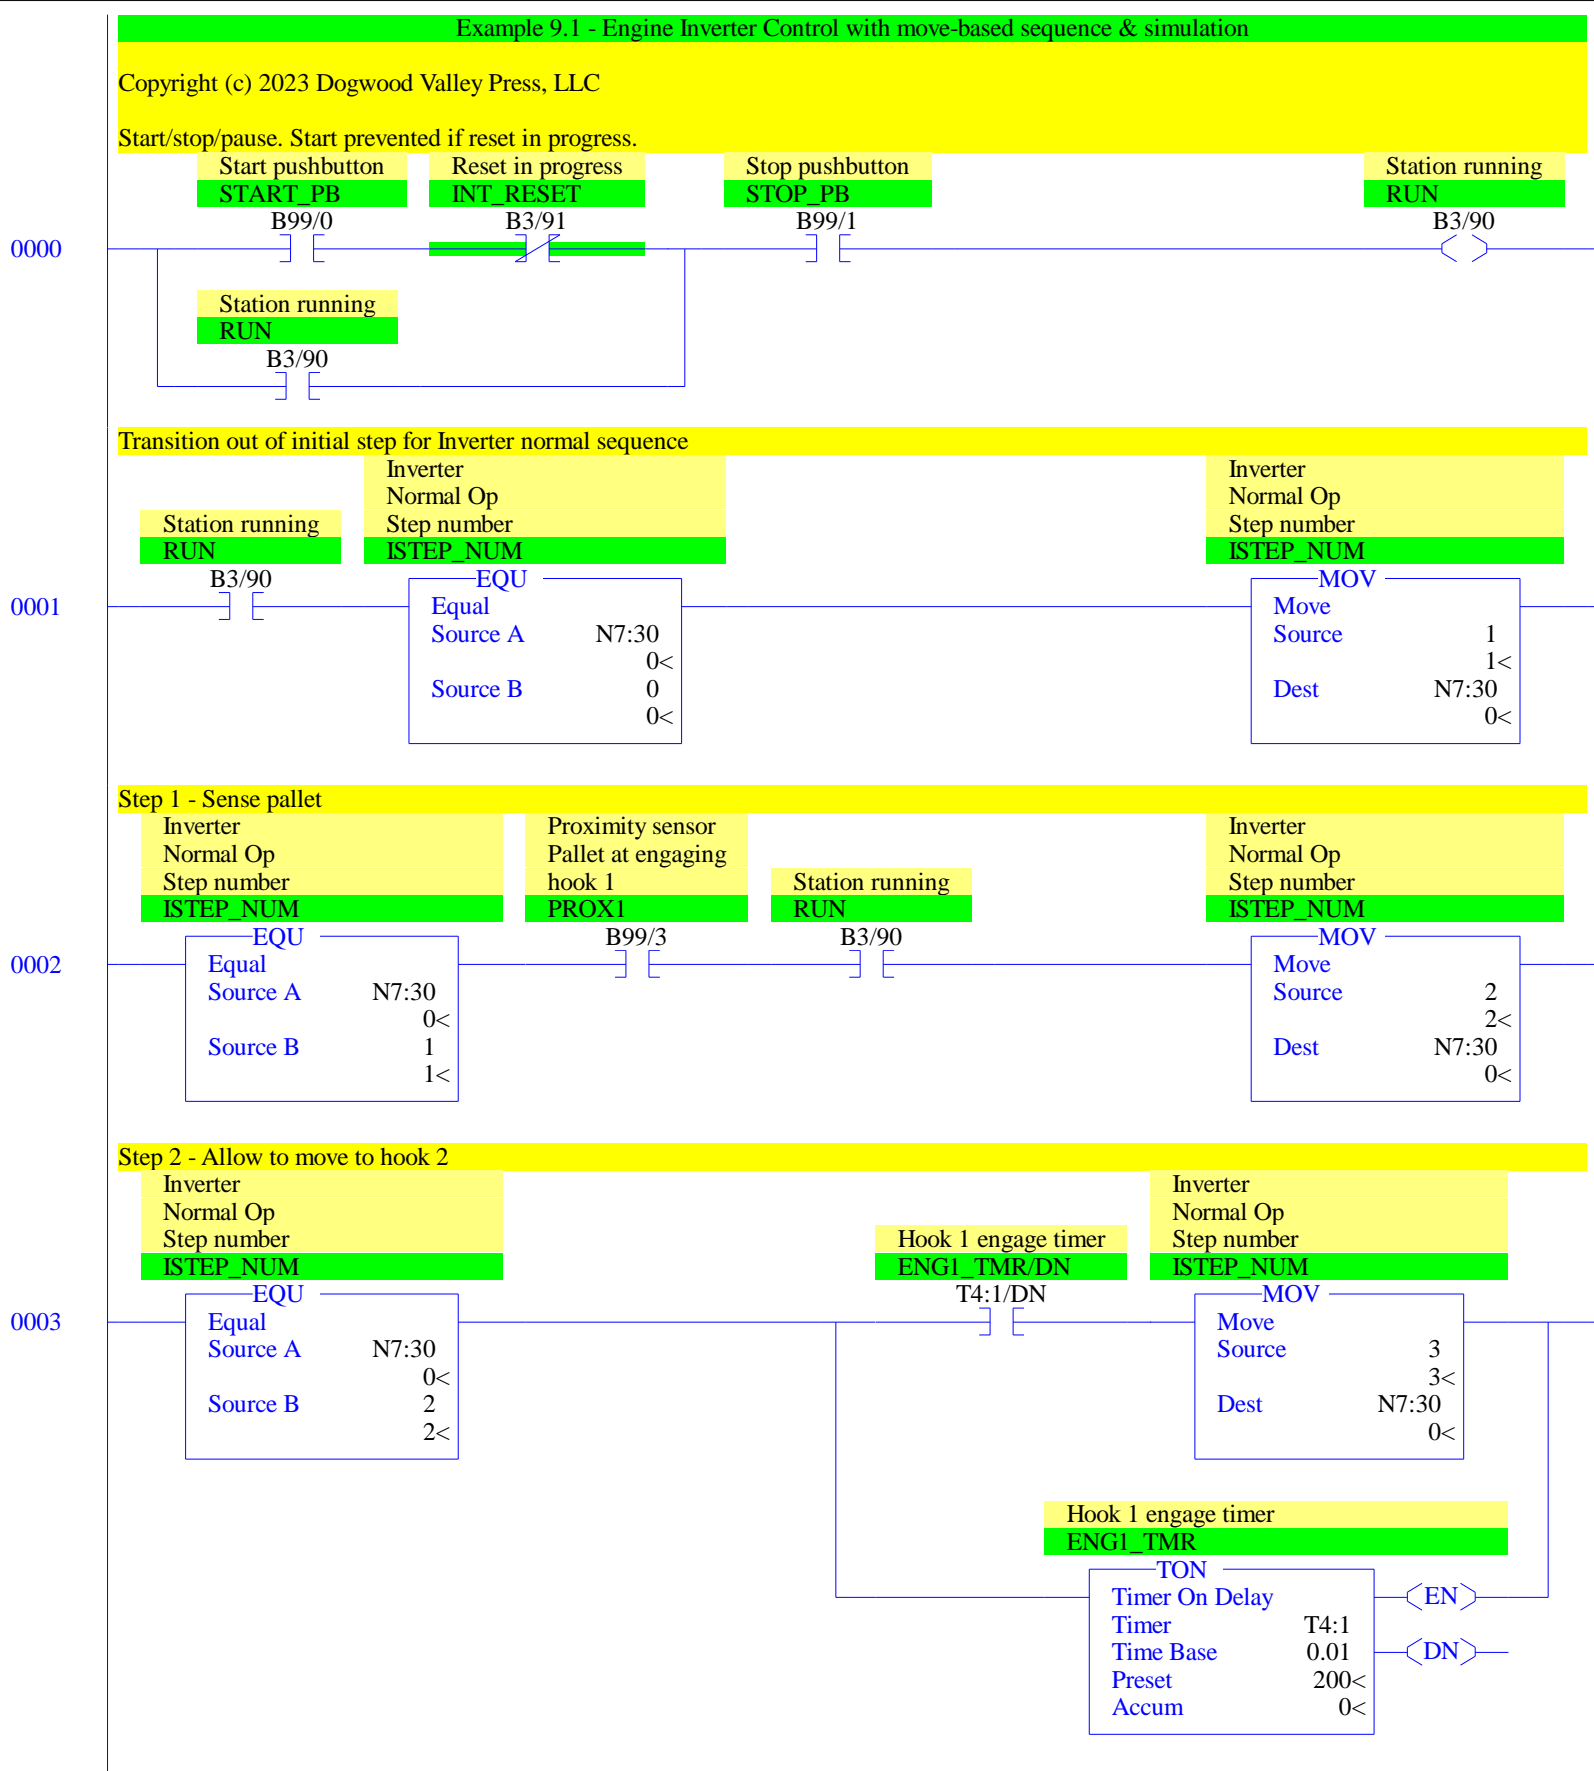 Example 9.1 - Engine Inverter Control with move-based sequence & simulation
Copyright (c) 2023 Dogwood Valley Press, LLC
Start/stop/pause. Start prevented if reset in progress.
Start pushbutton Reset in progress Stop pushbutton Station running
START_PB INT_RESET STOP_PB RUN
B99/0 B3/91 B99/1 B3/90
0000
Station running
RUN
B3/90
Transition out of initial step for Inverter normal sequence
Inverter Inverter
Normal Op Normal Op
Station running Step number Step number
RUN ISTEP_NUM ISTEP_NUM
B3/90 EQU MOV
0001 Equal Move
Source A N7:30 Source 1
0< 1<
Source B 0 Dest N7:30
0< 0<
Step 1 - Sense pallet
Inverter Proximity sensor Inverter
Normal Op Pallet at engaging Normal Op
Step number hook 1 Station running Step number
ISTEP_NUM PROX1 RUN ISTEP_NUM
EQU B99/3 B3/90 MOV
0002 Equal Move
Source A N7:30 Source 2
0< 2<
Source B 1 Dest N7:30
1< 0<
Step 2 - Allow to move to hook 2
Inverter Inverter
Normal Op Normal Op
Step number Hook 1 engage timer Step number
ISTEP_NUM ENG1_TMR/DN ISTEP_NUM
EQU T4:1/DN MOV
0003 Equal Move
Source A N7:30 Source 3
0< 3<
Source B 2 Dest N7:30
2< 0<
Hook 1 engage timer
ENG1_TMR
TON
Timer On Delay EN
Timer T4:1
Time Base 0.01 DN
Preset 200<
Accum 0<